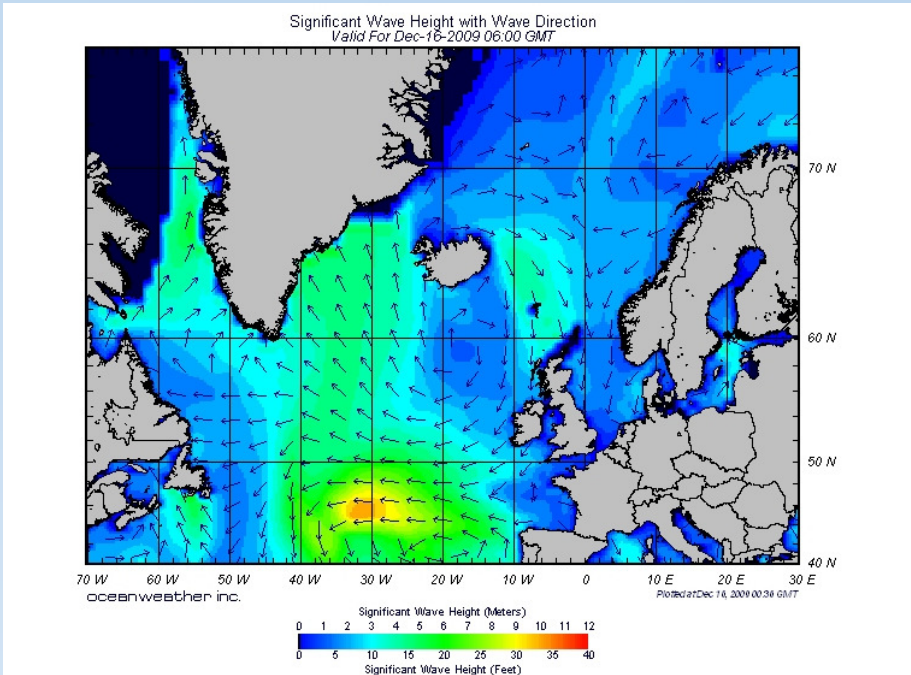 Significant Wave Height with Wave Direction
Valid For Dec-16-2009 06:00 GMT
70 N
60 N
50 N
40 N
70 W 60 W 50 W 40 W 30 W 20 W 10 W 0 10 E 20 E 30 E
oceanweather inc.
Plotted at Dec 16, 2009 00:30 GMT
Significant Wave Height (Meters)
0 1 2 3 4 5 6 7 8 9 10 11 12
0 5 10 15 20 25 30 35 40
Significant Wave Height (Feet)